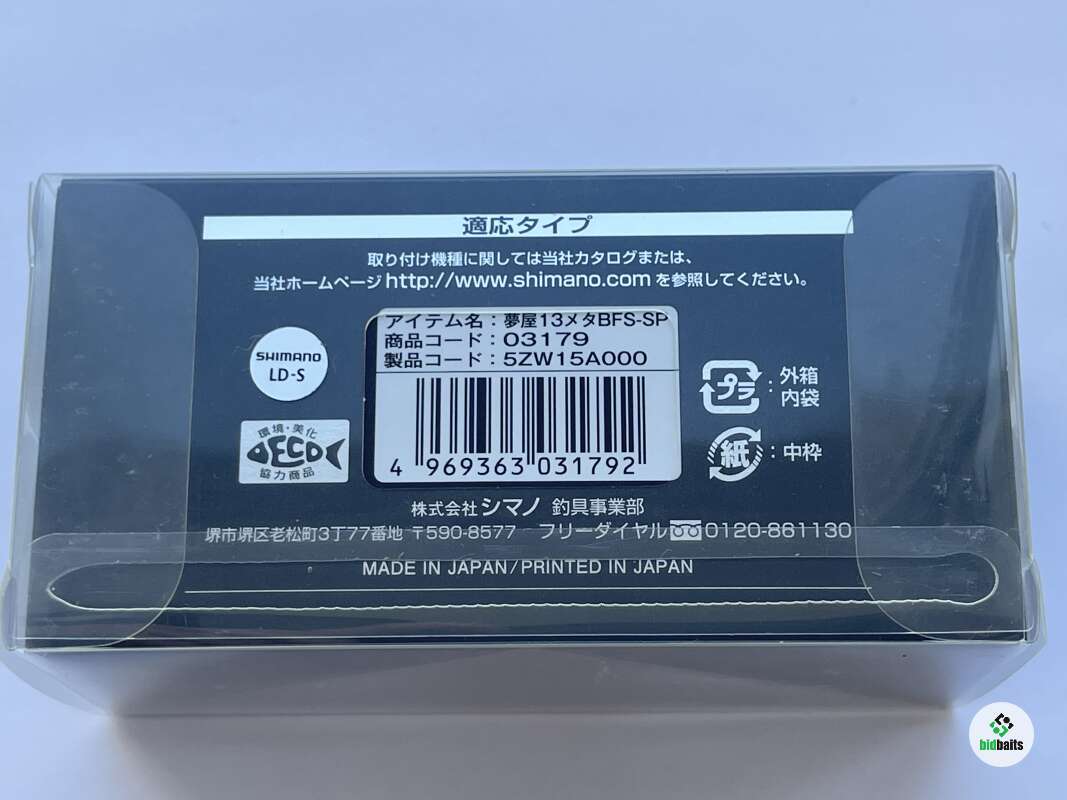 適応タイプ
取り付け機種に関しては当社カタログまたは、
当社ホームページhttp://www.shimano.comを参照してください。
アイテム名：夢屋13メタBFS-SP
商品コード：03179
製品コード：5ZW15A000
4 969363 031792
SHIMANO
LD-S
環境・美化
ECO
協力商品
プラ：外箱
内袋
紙：中枠
株式会社シマノ 釣具事業部
堺市堺区老松町3丁77番地 〒590-8577 フリーダイヤル 0120-861130
MADE IN JAPAN/PRINTED IN JAPAN
bidbaits